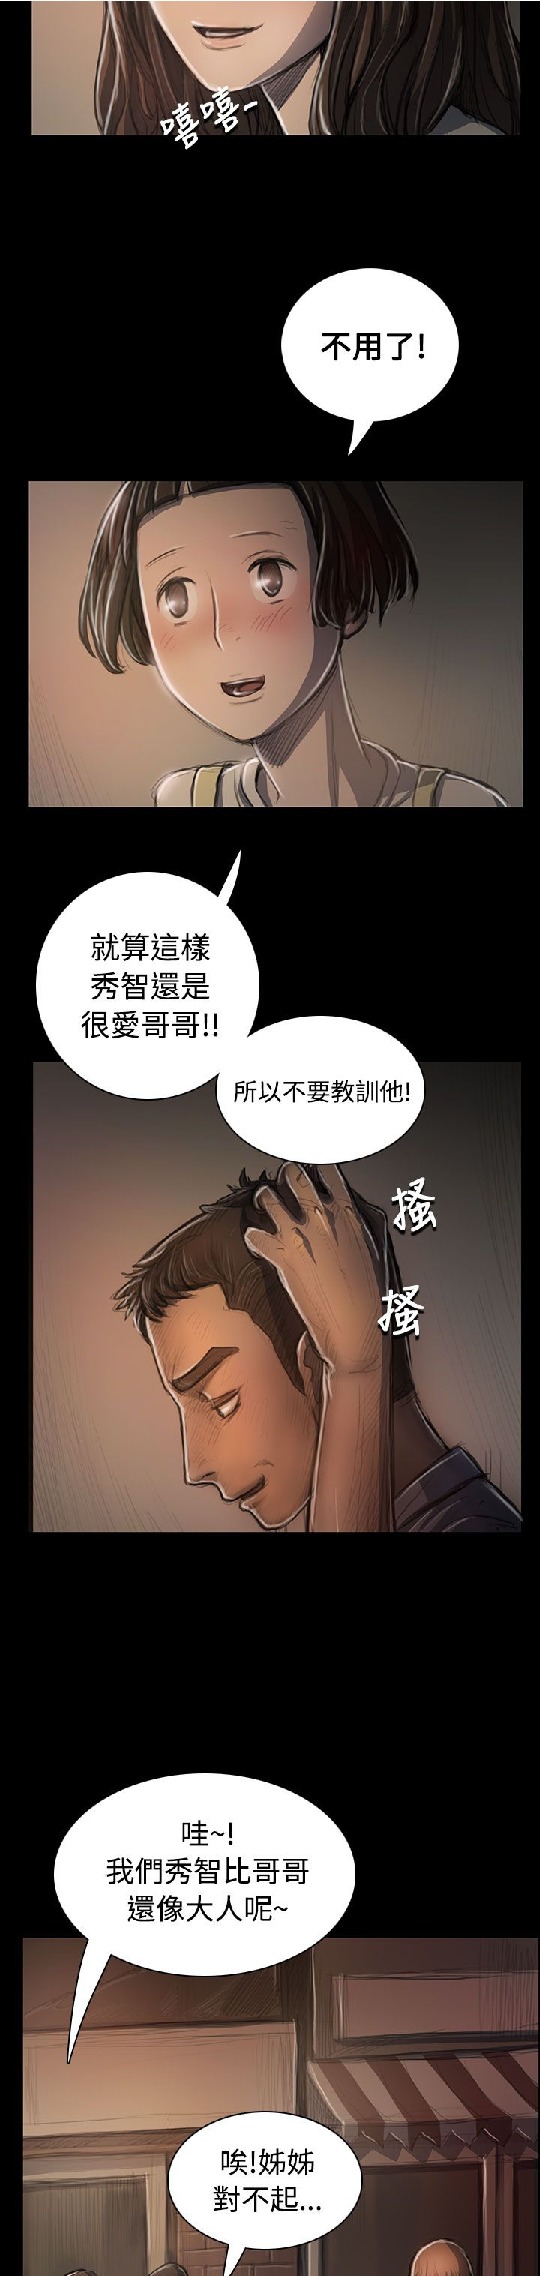 嘻嘻~
不用了!
就算這樣
秀智還是
很愛哥哥!!
所以不要教訓他!
搔
搔
哇~!
我們秀智比哥哥
還像大人呢~
唉!姊姊
對不起...